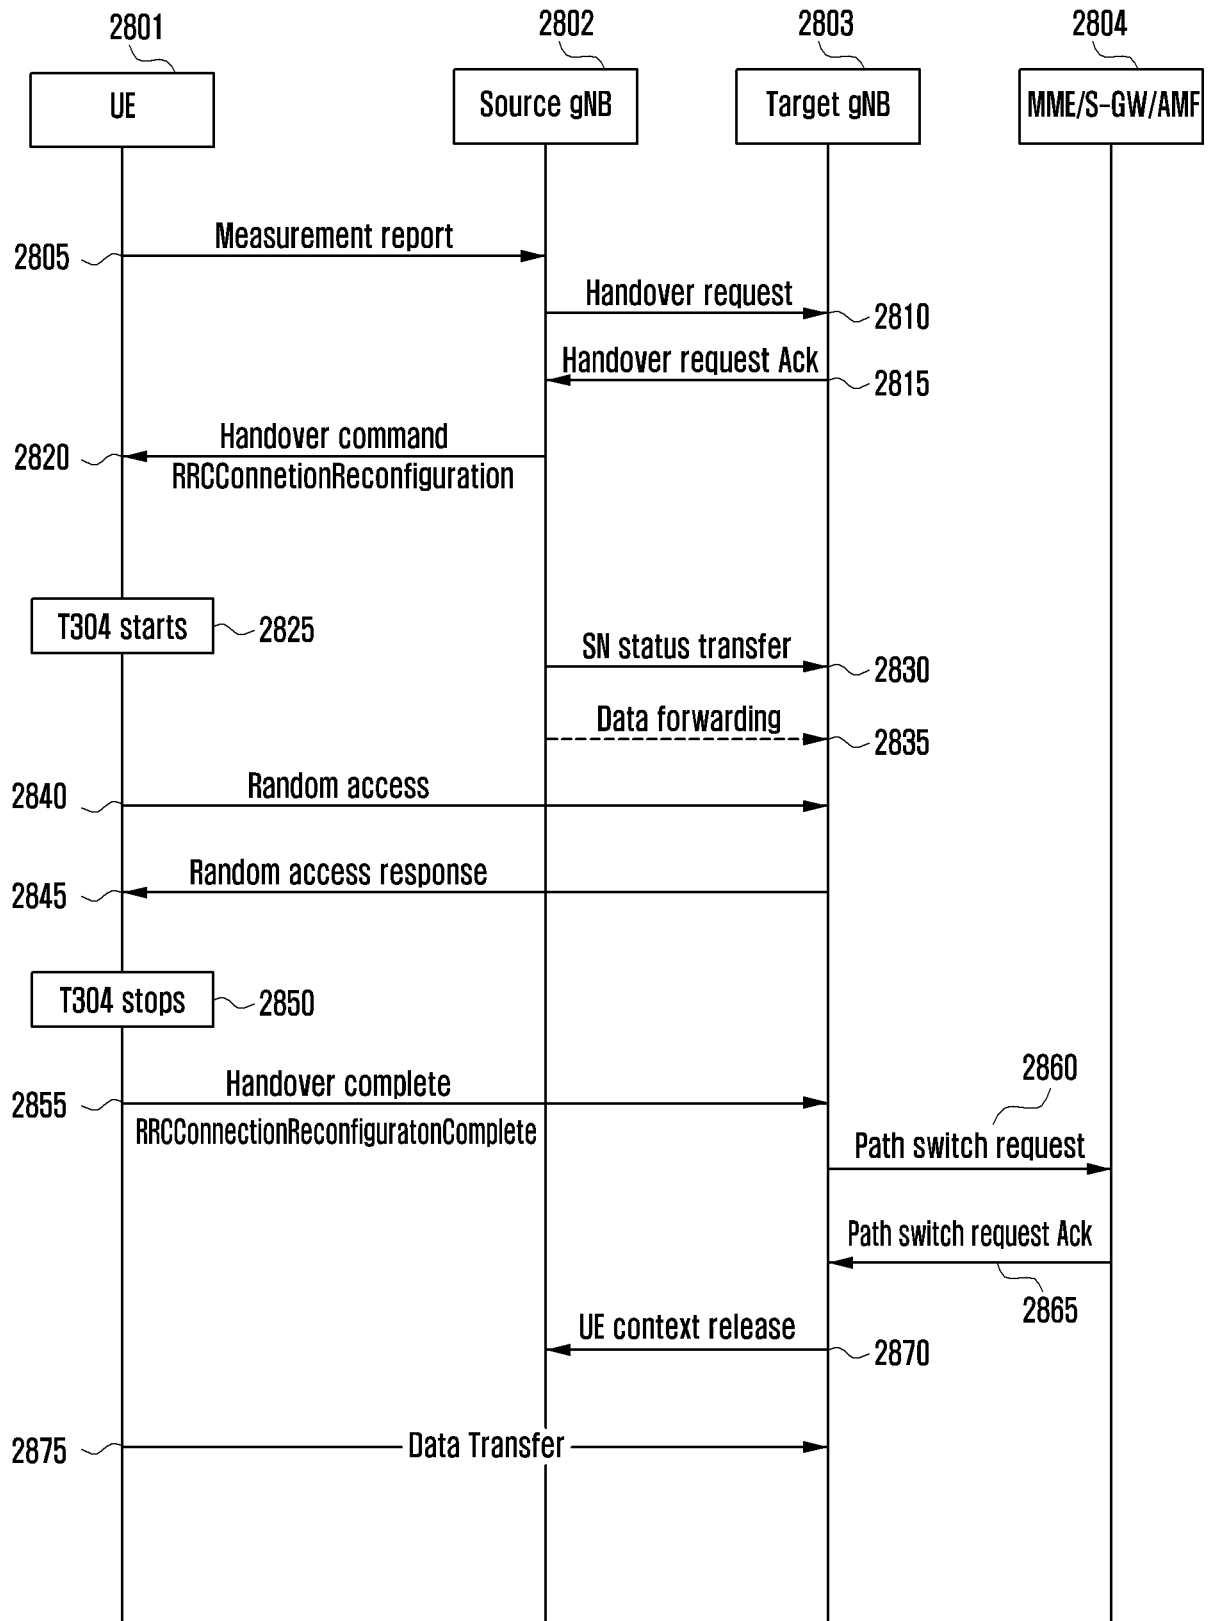 2801
2802
2803
2804
UE
Source gNB
Target gNB
MME/S-GW/AMF
Measurement report
2805
Handover request
2810
Handover request Ack
2815
Handover command
2820
RRCConnetionReconfiguration
T304 starts
2825
SN status transfer
2830
Data forwarding
2835
Random access
2840
Random access response
2845
T304 stops
2850
2860
Handover complete
2855
RRCConnectionReconfiguratonComplete
Path switch request
Path switch request Ack
2865
UE context release
2870
2875
Data Transfer